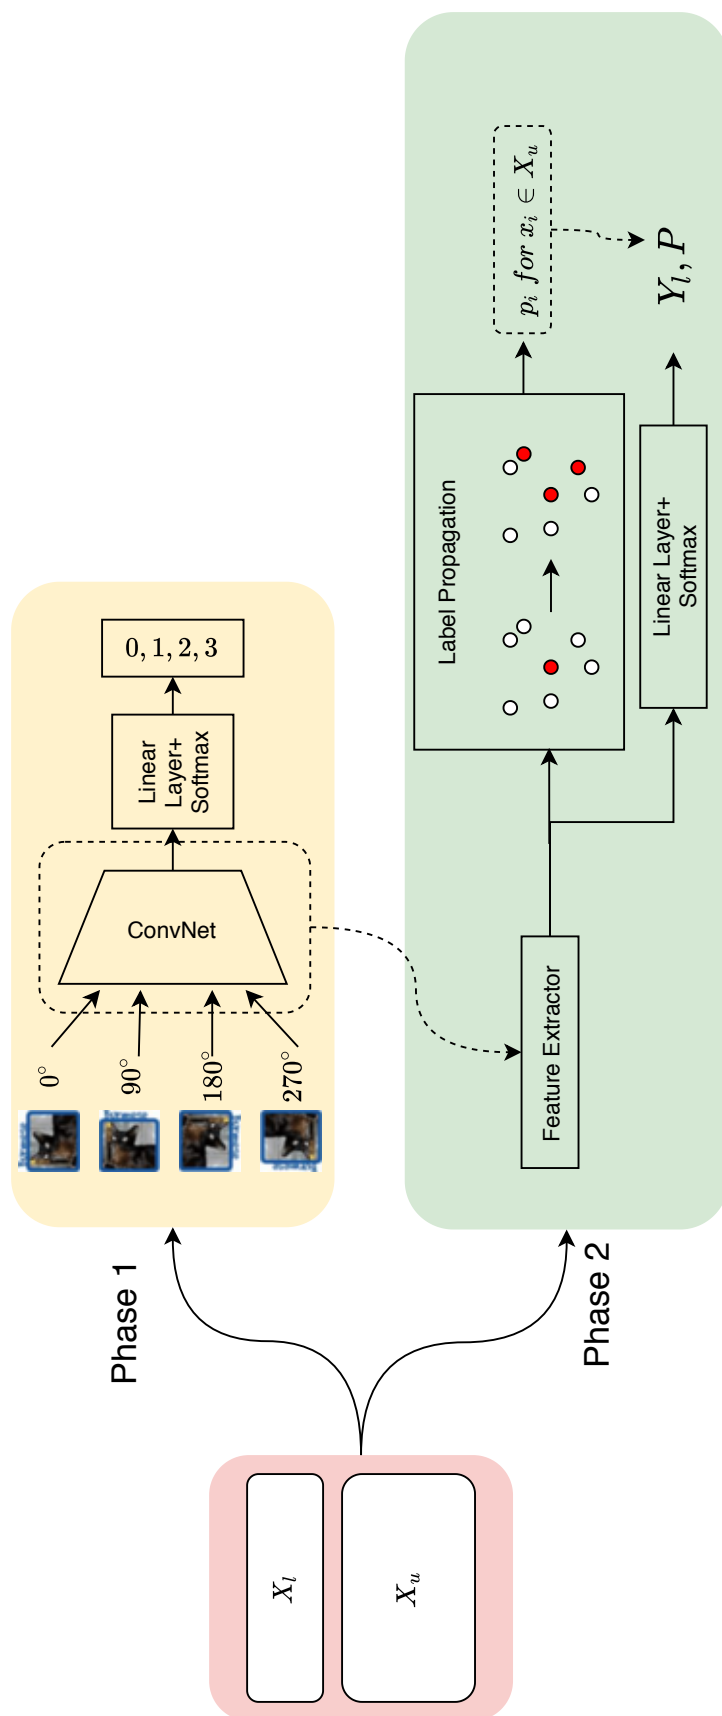 X_l
X_u
Phase 1
0°
90°
180°
270°
ConvNet
Linear
Layer+
Softmax
0, 1, 2, 3
Phase 2
Feature Extractor
Label Propagation
p_i for x_i ∈ X_u
Linear Layer+
Softmax
Y_l, P